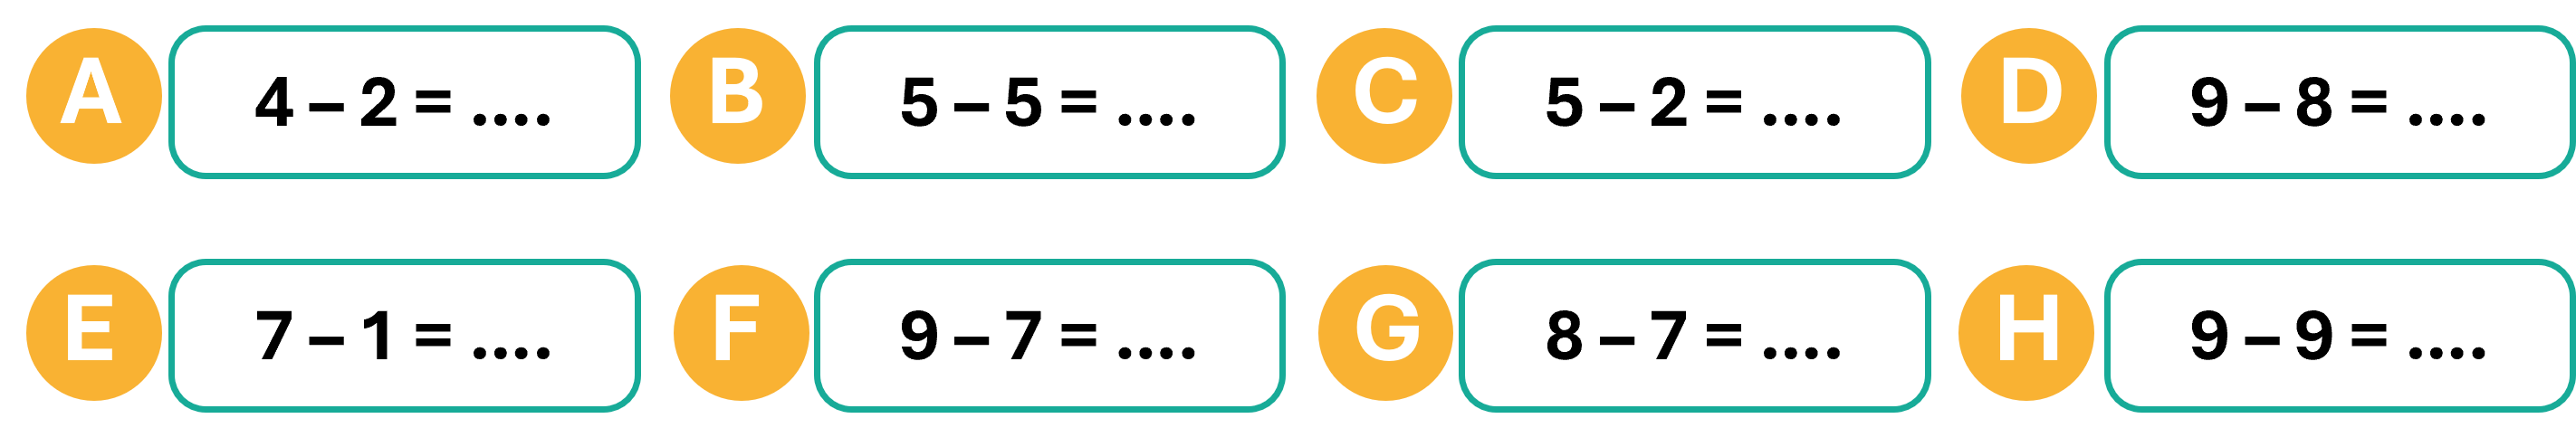 A 4 – 2 = .... B 5 – 5 = .... C 5 – 2 = .... D 9 – 8 = ....
E 7 – 1 = .... F 9 – 7 = .... G 8 – 7 = .... H 9 – 9 = ....